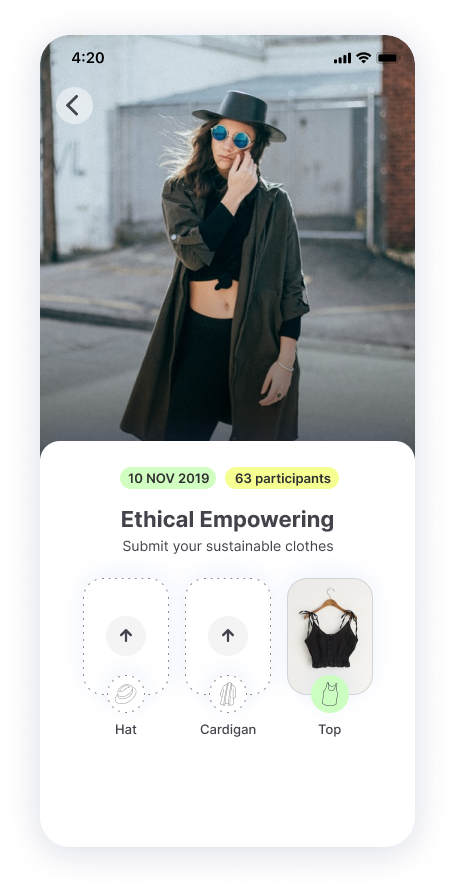 4:20
10 NOV 2019 63 participants
Ethical Empowering
Submit your sustainable clothes
Hat Cardigan Top